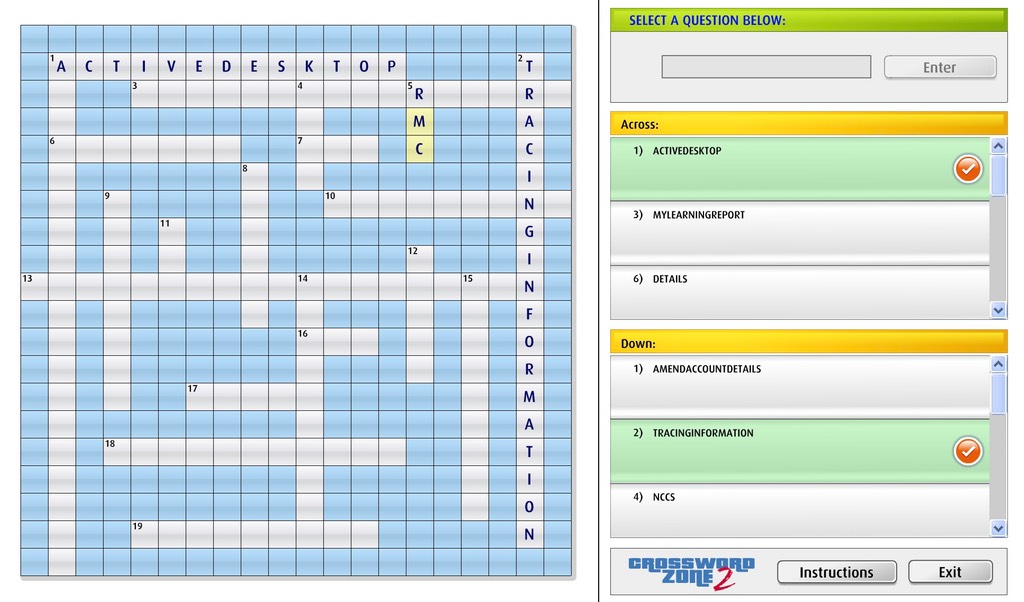 1 A C T I V E D E S K T O P 2 T
3 4 5 R R
M A
6 7 C C
8 I
9 10 N
11 G
12 I
13 14 15 N
F
16 O
R
17 M
A
18 T
I
O
19 N
SELECT A QUESTION BELOW:
Enter
Across:
1) ACTIVEDESKTOP
3) MYLEARNINGREPORT
6) DETAILS
Down:
1) AMENDACCOUNTDETAILS
2) TRACINGINFORMATION
4) NCCS
CROSSWORD
ZONE 2
Instructions
Exit